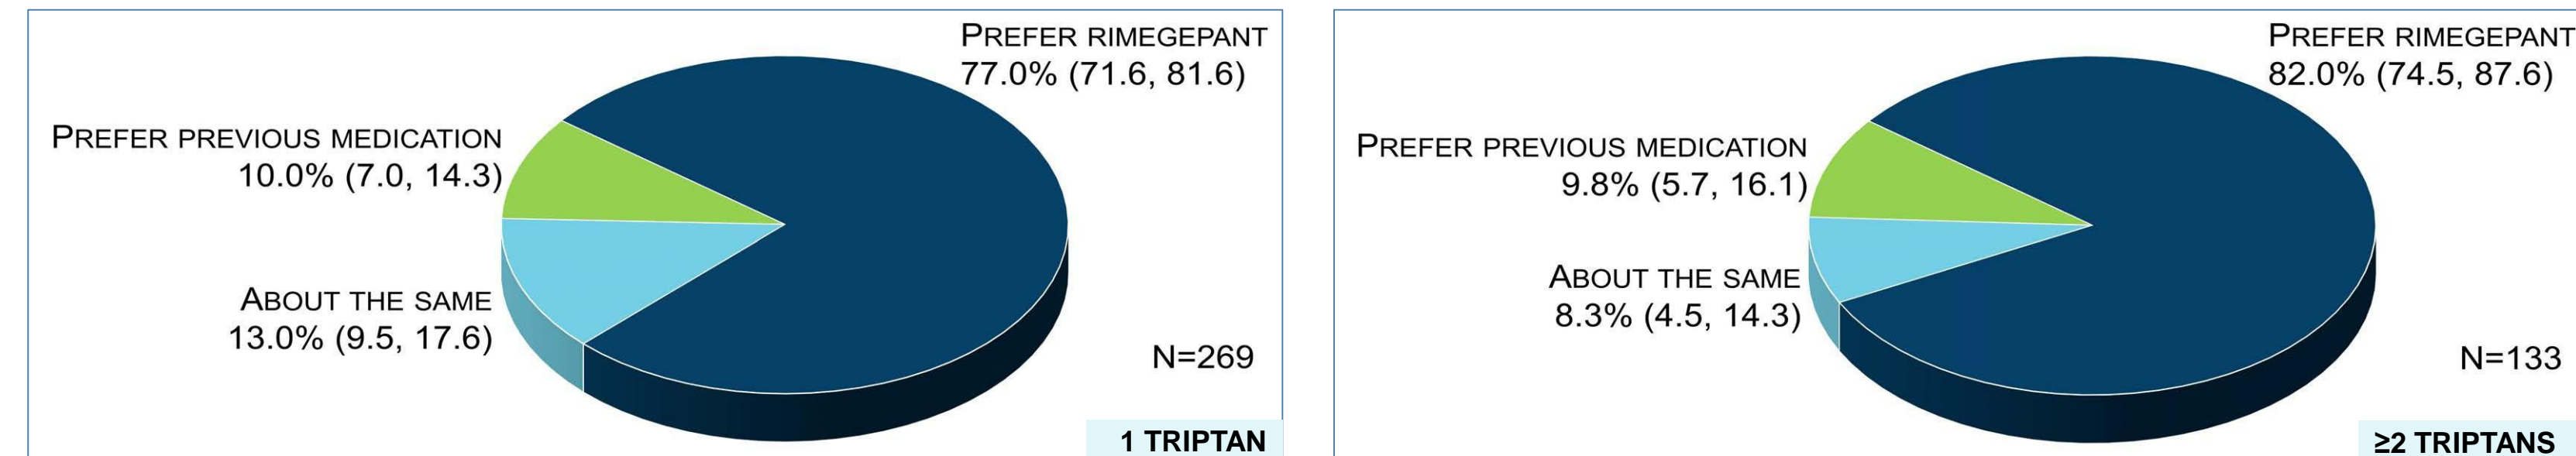 PREFER RIMEGEPANT
77.0% (71.6, 81.6)
PREFER PREVIOUS MEDICATION
10.0% (7.0, 14.3)
ABOUT THE SAME
13.0% (9.5, 17.6)
N=269
1 TRIPTAN
PREFER RIMEGEPANT
82.0% (74.5, 87.6)
PREFER PREVIOUS MEDICATION
9.8% (5.7, 16.1)
ABOUT THE SAME
8.3% (4.5, 14.3)
N=133
≥2 TRIPTANS